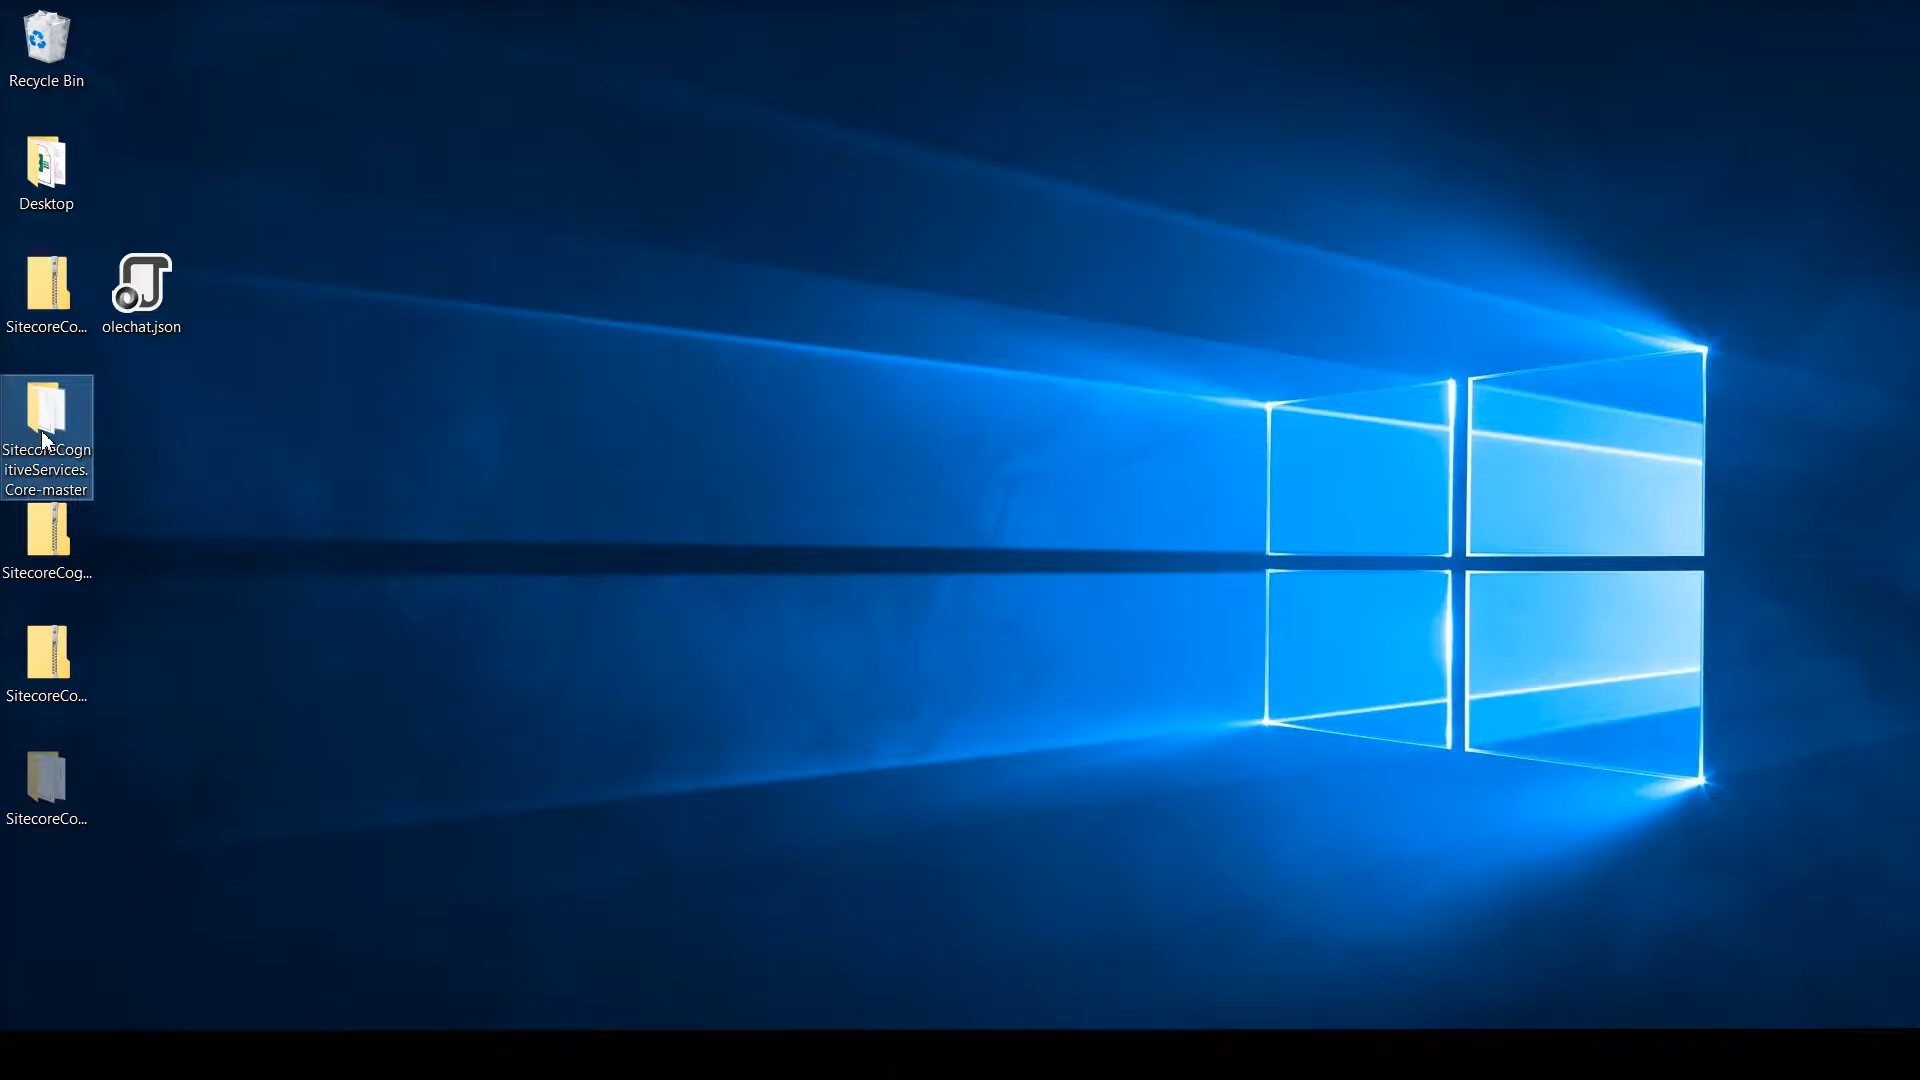 Recycle Bin
Desktop
SitecoreCo...
olechat.json
SitecoreCogn
itiveServices.
Core-master
SitecoreCog...
SitecoreCo...
SitecoreCo...